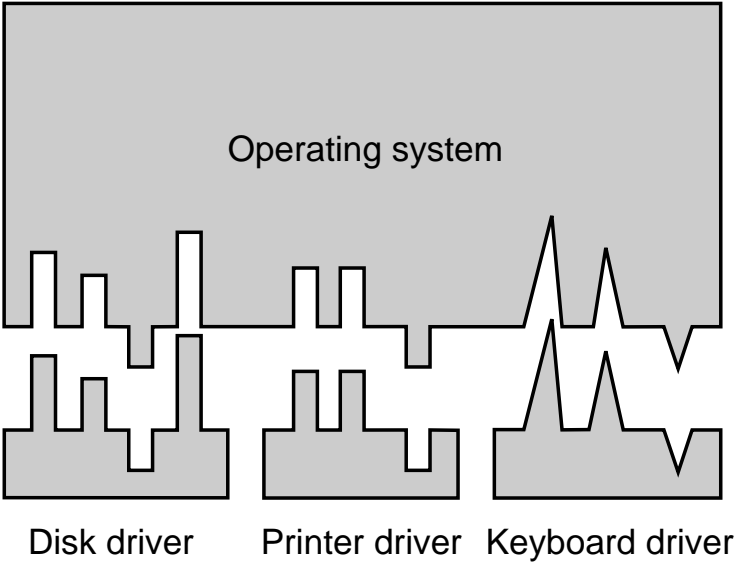 Operating system
Disk driver
Printer driver
Keyboard driver